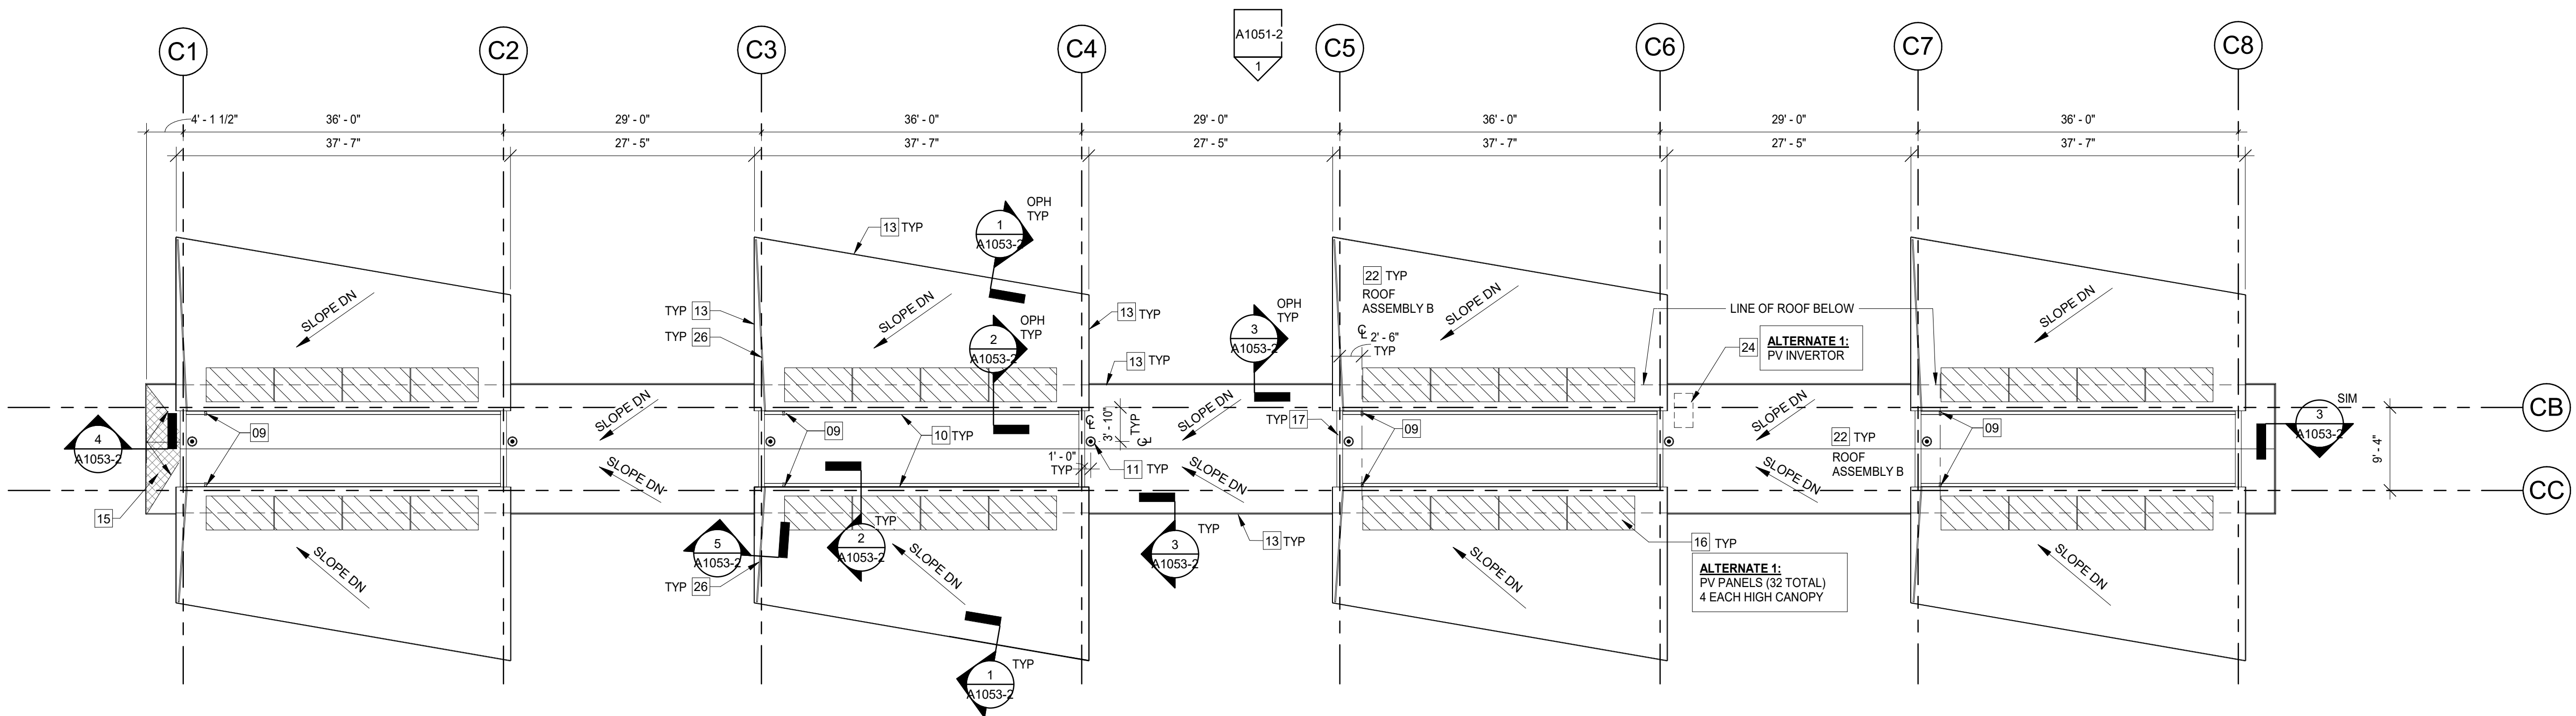 C1
C2
C3
C4
A1051-2
1
C5
C6
C7
C8
4' - 1 1/2"
36' - 0"
29' - 0"
36' - 0"
29' - 0"
36' - 0"
29' - 0"
36' - 0"
37' - 7"
27' - 5"
37' - 7"
27' - 5"
37' - 7"
27' - 5"
37' - 7"
OPH
TYP
1
A1053-2
13 TYP
SLOPE DN
TYP 13
TYP 26
SLOPE DN
OPH
TYP
2
A1053-2
13 TYP
13 TYP
OPH
TYP
3
A1053-2
22 TYP
ROOF
ASSEMBLY B
SLOPE DN
2' - 6"
TYP
LINE OF ROOF BELOW
24
ALTERNATE 1:
PV INVERTOR
SLOPE DN
SLOPE DN
SLOPE DN
SLOPE DN
CB
4
A1053-2
09
09
10 TYP
3' - 10"
TYP
1' - 0"
TYP
11 TYP
TYP 17
09
22 TYP
ROOF
ASSEMBLY B
09
SIM
3
A1053-2
9' - 4"
SLOPE DN
SLOPE DN
SLOPE DN
CC
15
5
A1053-2
TYP
2
A1053-2
TYP
3
A1053-2
13 TYP
16 TYP
ALTERNATE 1:
PV PANELS (32 TOTAL)
4 EACH HIGH CANOPY
SLOPE DN
TYP 26
SLOPE DN
SLOPE DN
SLOPE DN
TYP
1
A1053-2